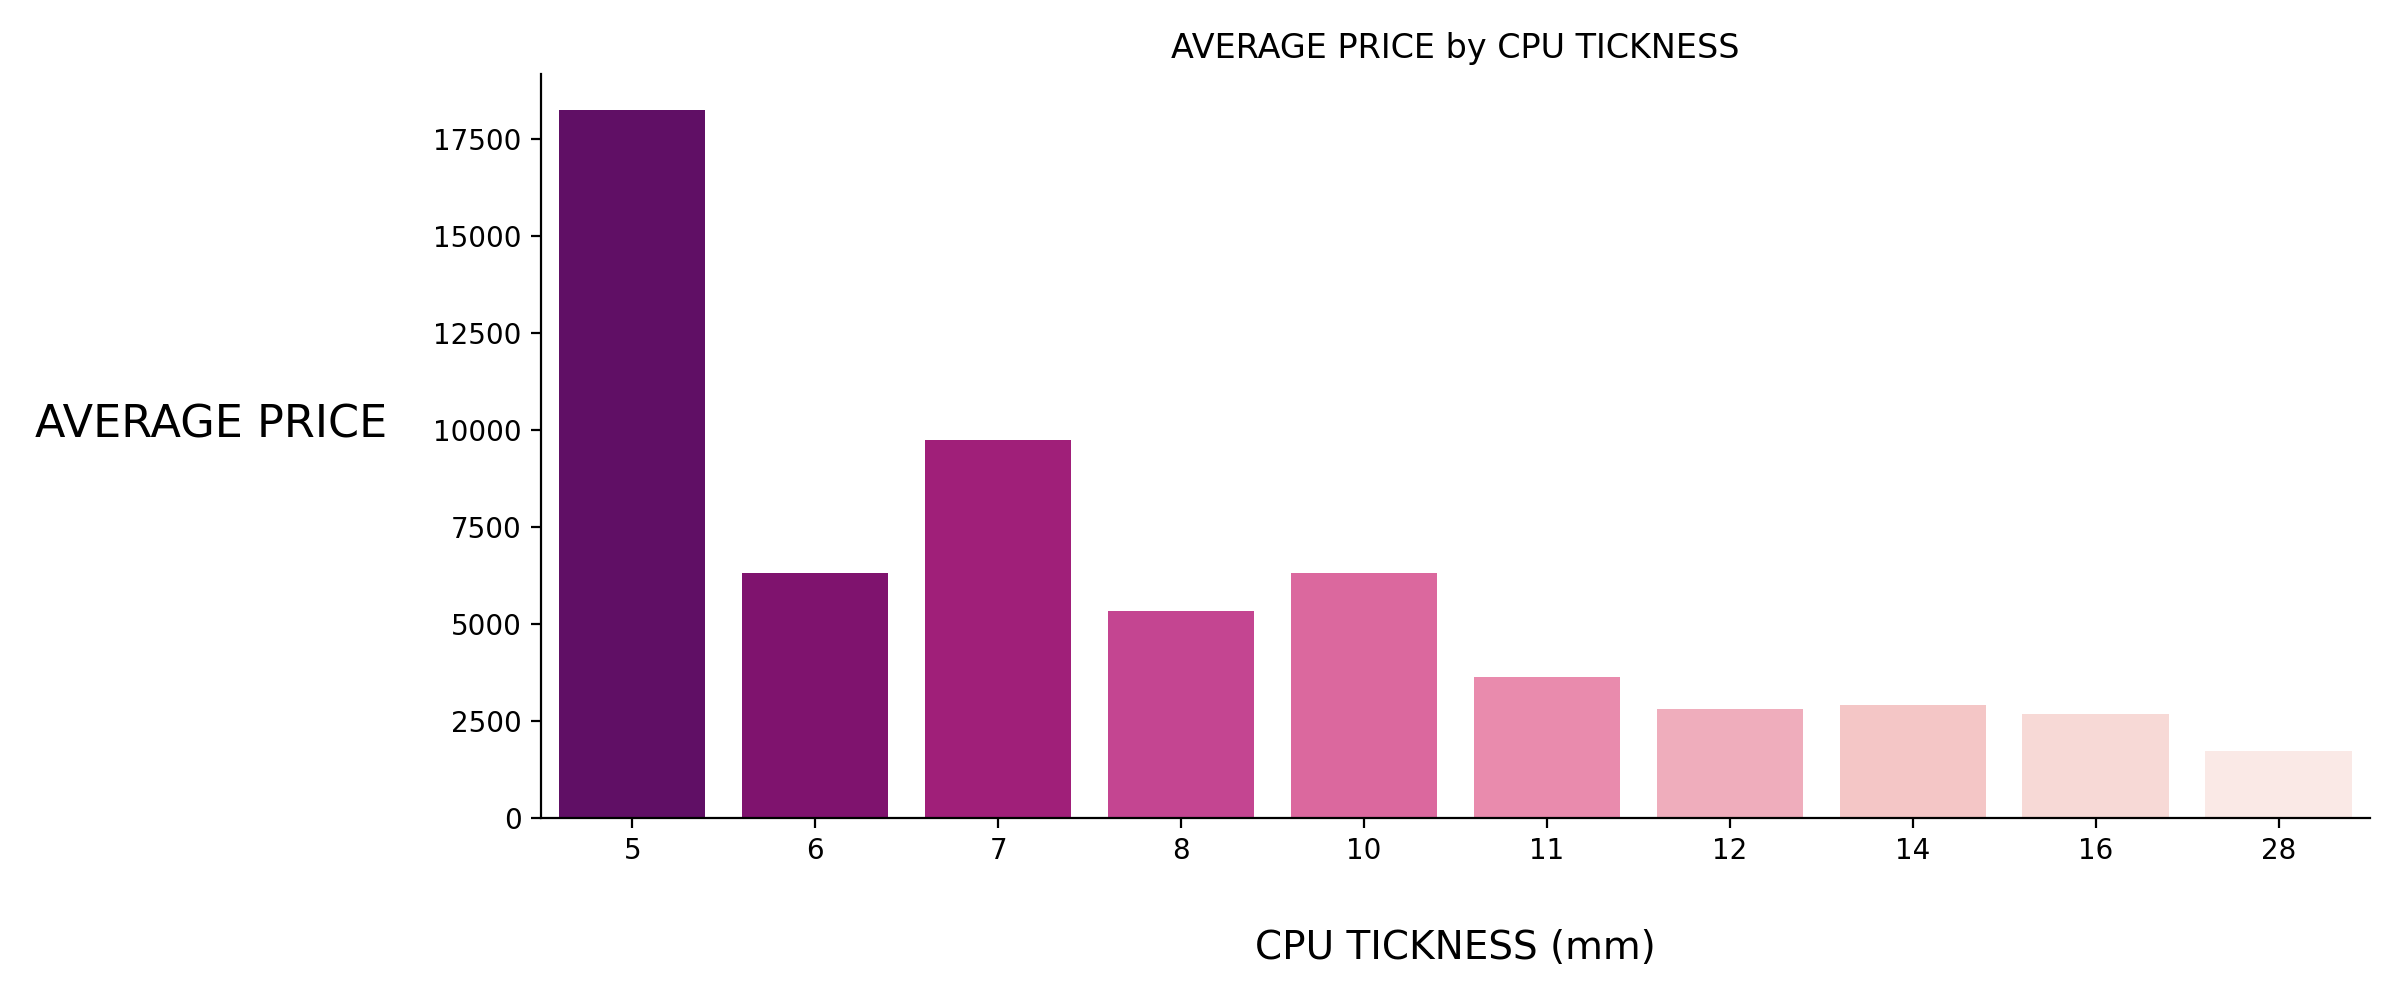 AVERAGE PRICE by CPU TICKNESS
17500
15000
12500
AVERAGE PRICE
10000
7500
5000
2500
0
5 6 7 8 10 11 12 14 16 28
CPU TICKNESS (mm)